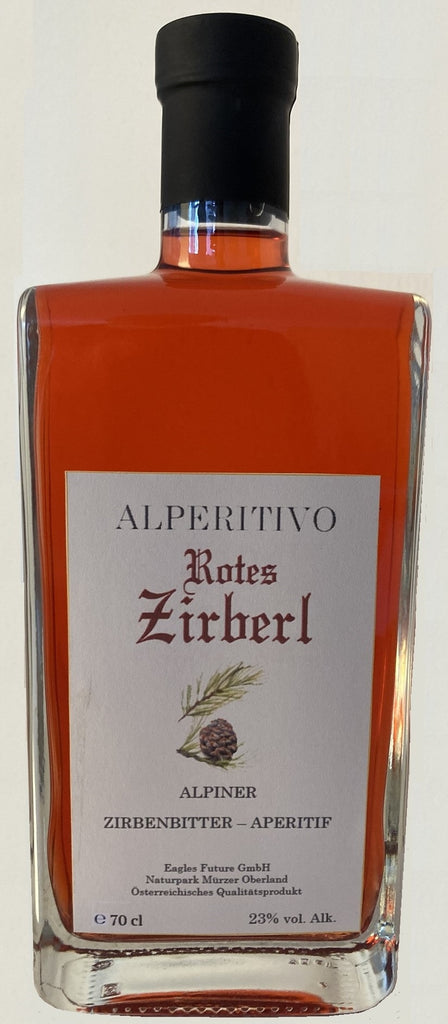 ALPERITIVO
Rotes
Zirberl
ALPINER
ZIRBENBITTER – APERITIF
Eagles Future GmbH
Naturpark Mürzer Oberland
Österreichisches Qualitätsprodukt
℮ 70 cl 23% vol. Alk.